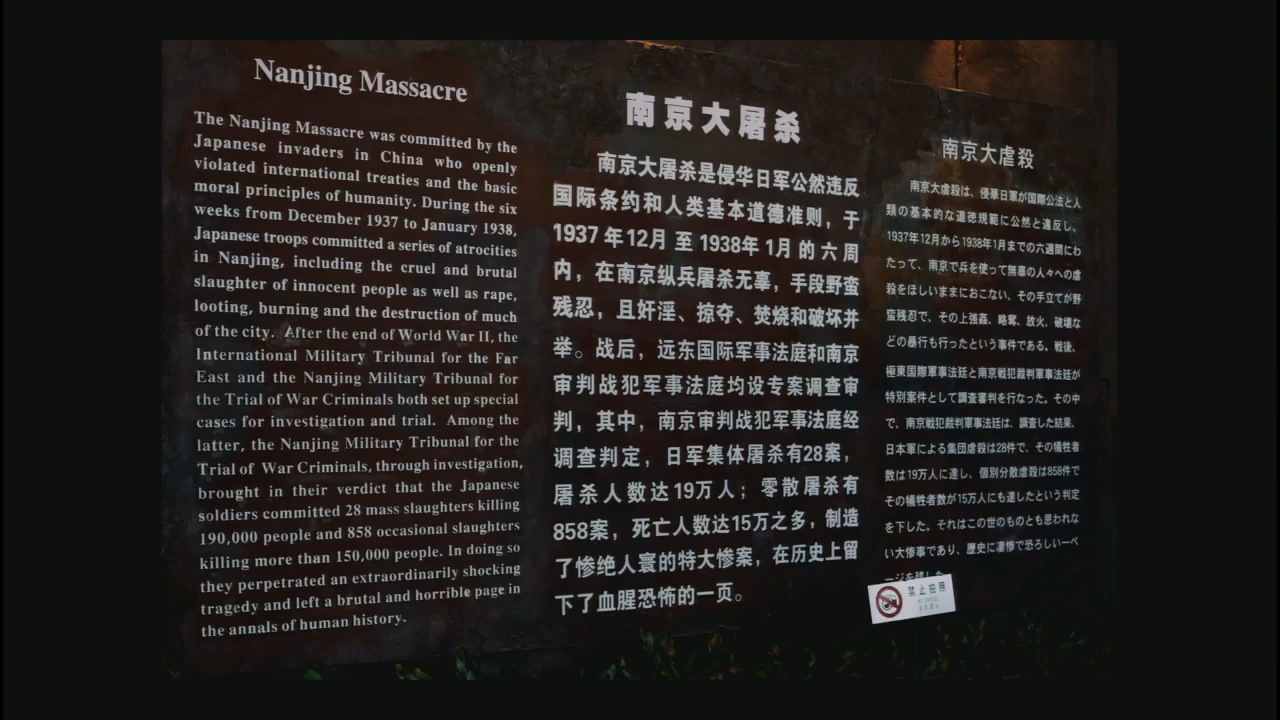 Nanjing Massacre
The Nanjing Massacre was committed by the
Japanese invaders in China who openly
violated international treaties and the basic
moral principles of humanity. During the six
weeks from December 1937 to January 1938,
Japanese troops committed a series of atrocities
in Nanjing, including the cruel and brutal
slaughter of innocent people as well as rape,
looting, burning and the destruction of much
of the city. After the end of World War II, the
International Military Tribunal for the Far
East and the Nanjing Military Tribunal for
the Trial of War Criminals both set up special
cases for investigation and trial. Among the
latter, the Nanjing Military Tribunal for the
Trial of War Criminals, through investigation,
brought in their verdict that the Japanese
soldiers committed 28 mass slaughters killing
190,000 people and 858 occasional slaughters
killing more than 150,000 people. In doing so
they perpetrated an extraordinarily shocking
tragedy and left a brutal and horrible page in
the annals of human history.
南京大屠杀
南京大屠杀是侵华日军公然违反
国际条约和人类基本道德准则，于
1937年12月至1938年1月的六周
内，在南京纵兵屠杀无辜，手段野蛮
残忍，且奸淫、掠夺、焚烧和破坏并
举。战后，远东国际军事法庭和南京
审判战犯军事法庭均设专案调查审
判，其中，南京审判战犯军事法庭经
调查判定，日军集体屠杀有28案，
屠杀人数达19万人；零散屠杀有
858案，死亡人数达15万之多，制造
了惨绝人寰的特大惨案，在历史上留
下了血腥恐怖的一页。
南京大虐殺
南京大虐殺は、侵華日軍が国際公法と人
類の基本的な道徳規範に公然と違反し、
1937年12月から1938年1月までの六週間にわ
たって、南京で兵を使って無辜の人々への虐
殺をほしいままにおこない、その手立てが野
蛮残忍で、その上強姦、略奪、放火、破壊な
どの暴行も行ったという事件である。戦後、
極東国際軍事法廷と南京戦犯裁判軍事法廷が
特別案件として調査審判を行なった。その中
で、南京戦犯裁判軍事法廷は、調査した結果、
日本軍による集団虐殺は28件で、その犠牲者
数は19万人に達し、個別分散虐殺は858件で
その犠牲者数が15万人にも達したという判定
を下した。それはこの世のものとも思われな
い大惨事であり、歴史に凄惨で恐ろしい一ペ
ージを残した
禁止拍照